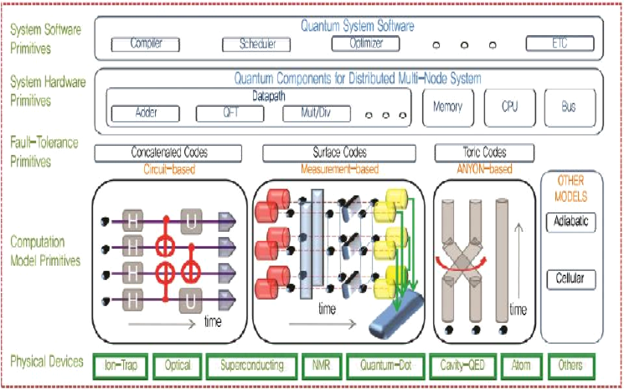 System Software
Primitives
Quantum System Software
Compiler
Scheduler
Optimizer
ETC
System Hardware
Primitives
Quantum Components for Distributed Multi-Node System
Datapath
Adder
QFT
Mult/Div
Memory
CPU
Bus
Fault-Tolerance
Primitives
Concatenated Codes
Surface Codes
Toric Codes
Circuit-based
Measurement-based
ANYON-based
OTHER
MODELS
Adiabatic
Cellular
Computation
Model Primitives
H
U
H
H
H
U
time
time
time
Physical Devices
Ion-Trap
Optical
Superconducting
NMR
Quantum-Dot
Cavity-QED
Atom
Others